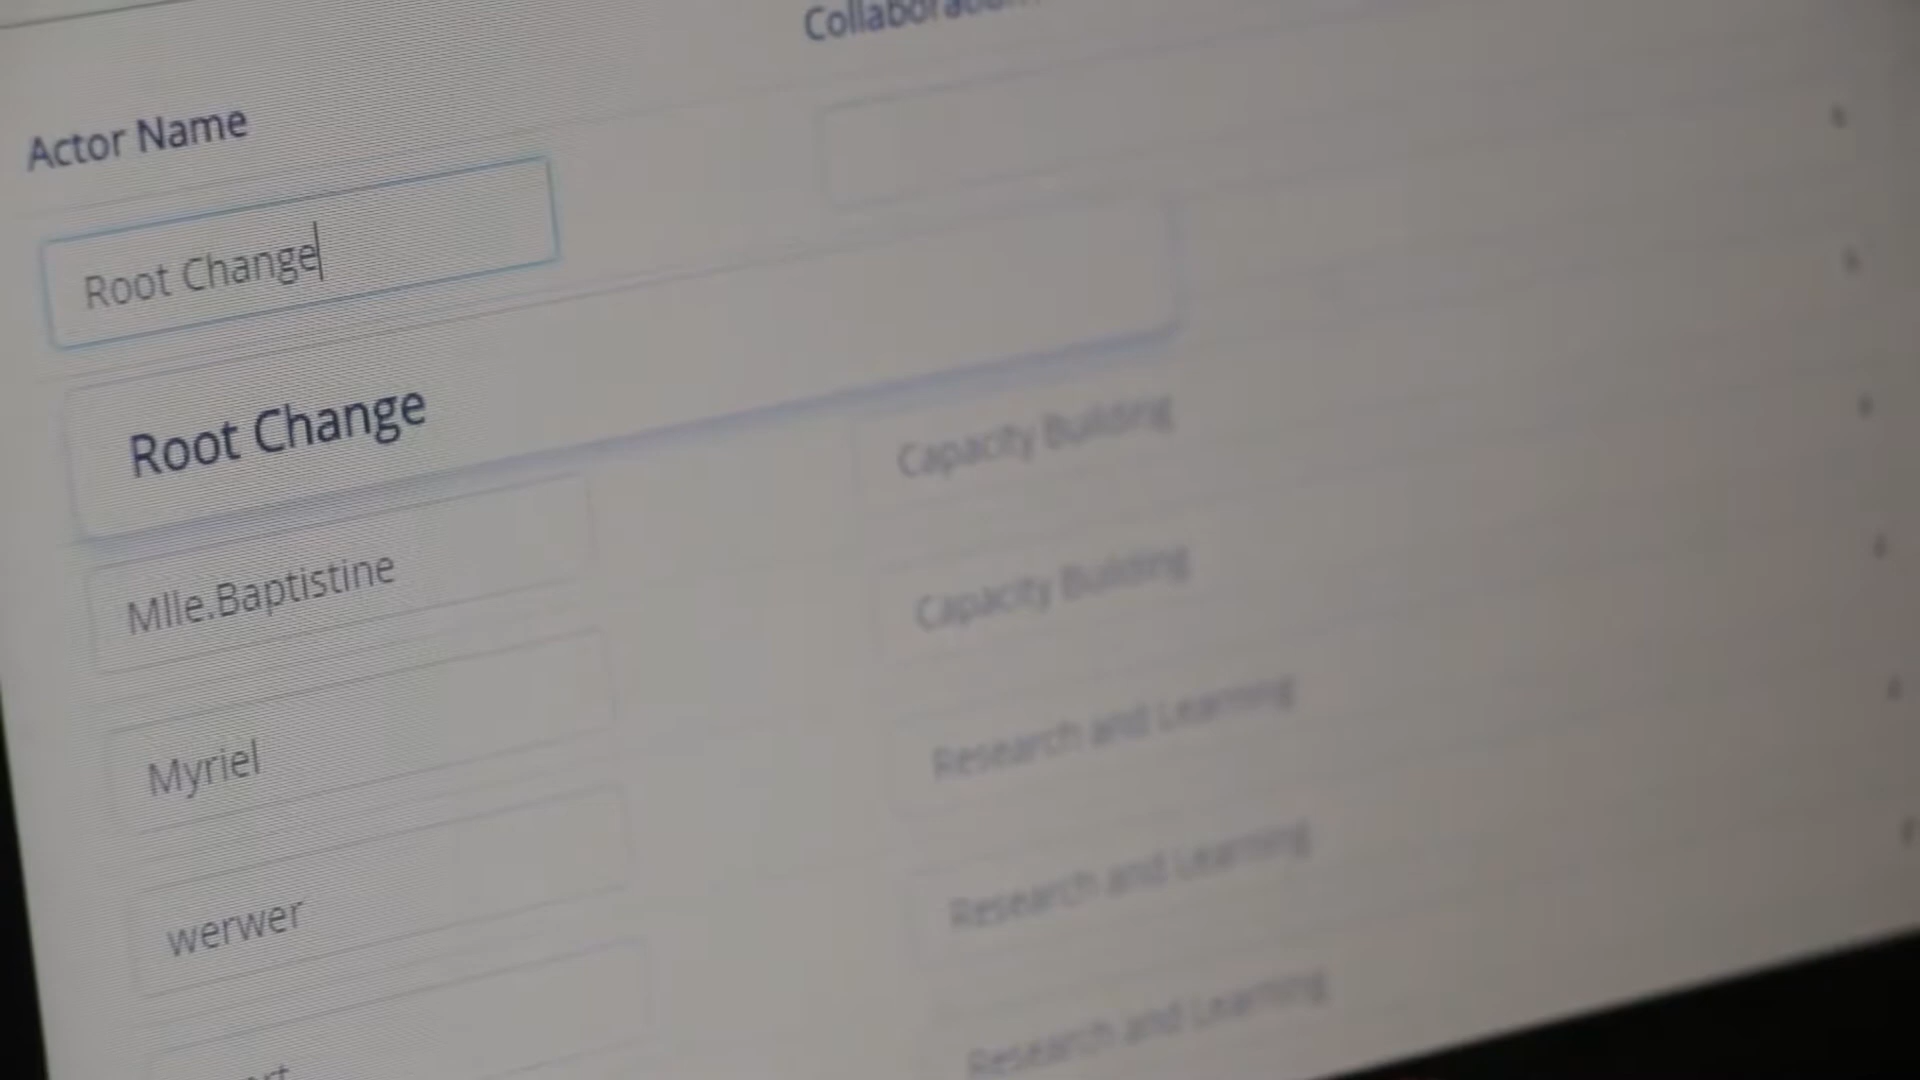 Actor Name
Root Change
Root Change
Capacity Building
Mlle.Baptistine
Capacity Building
Myriel
Research and Learning
werwer
Research and Learning
Research and Learning